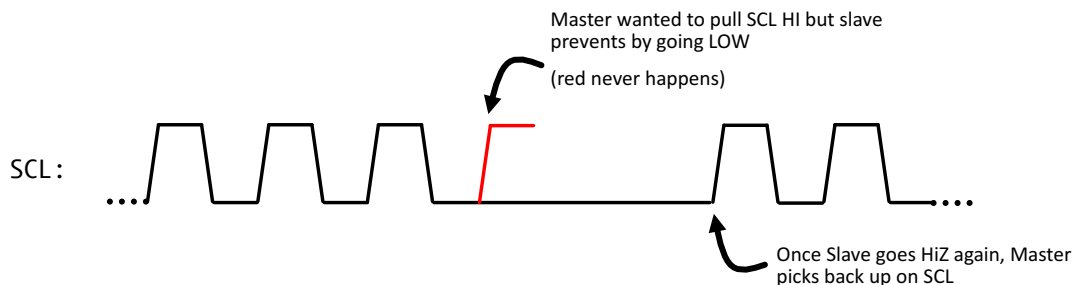 Master wanted to pull SCL HI but slave
prevents by going LOW
(red never happens)
SCL:
Once Slave goes HiZ again, Master
picks back up on SCL